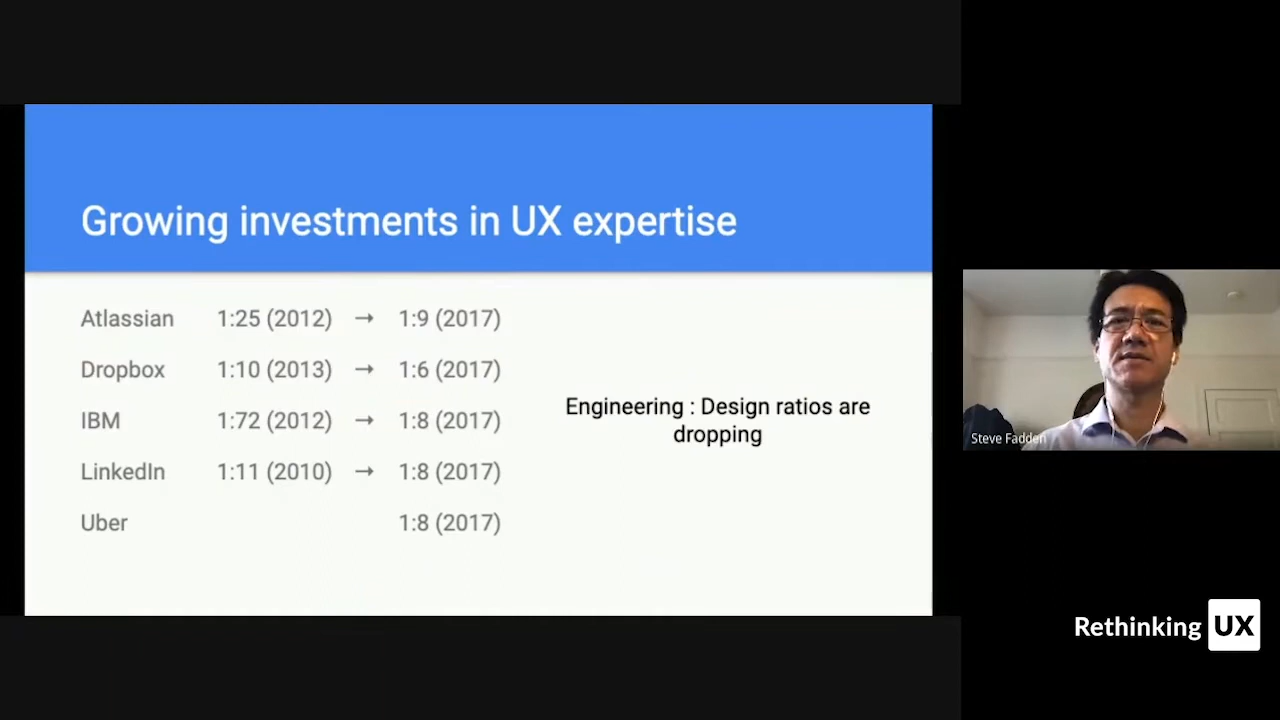 Growing investments in UX expertise
Atlassian 1:25 (2012) → 1:9 (2017)
Dropbox 1:10 (2013) → 1:6 (2017)
IBM 1:72 (2012) → 1:8 (2017)
LinkedIn 1:11 (2010) → 1:8 (2017)
Uber 1:8 (2017)
Engineering : Design ratios are
dropping
Steve Fadden
Rethinking UX